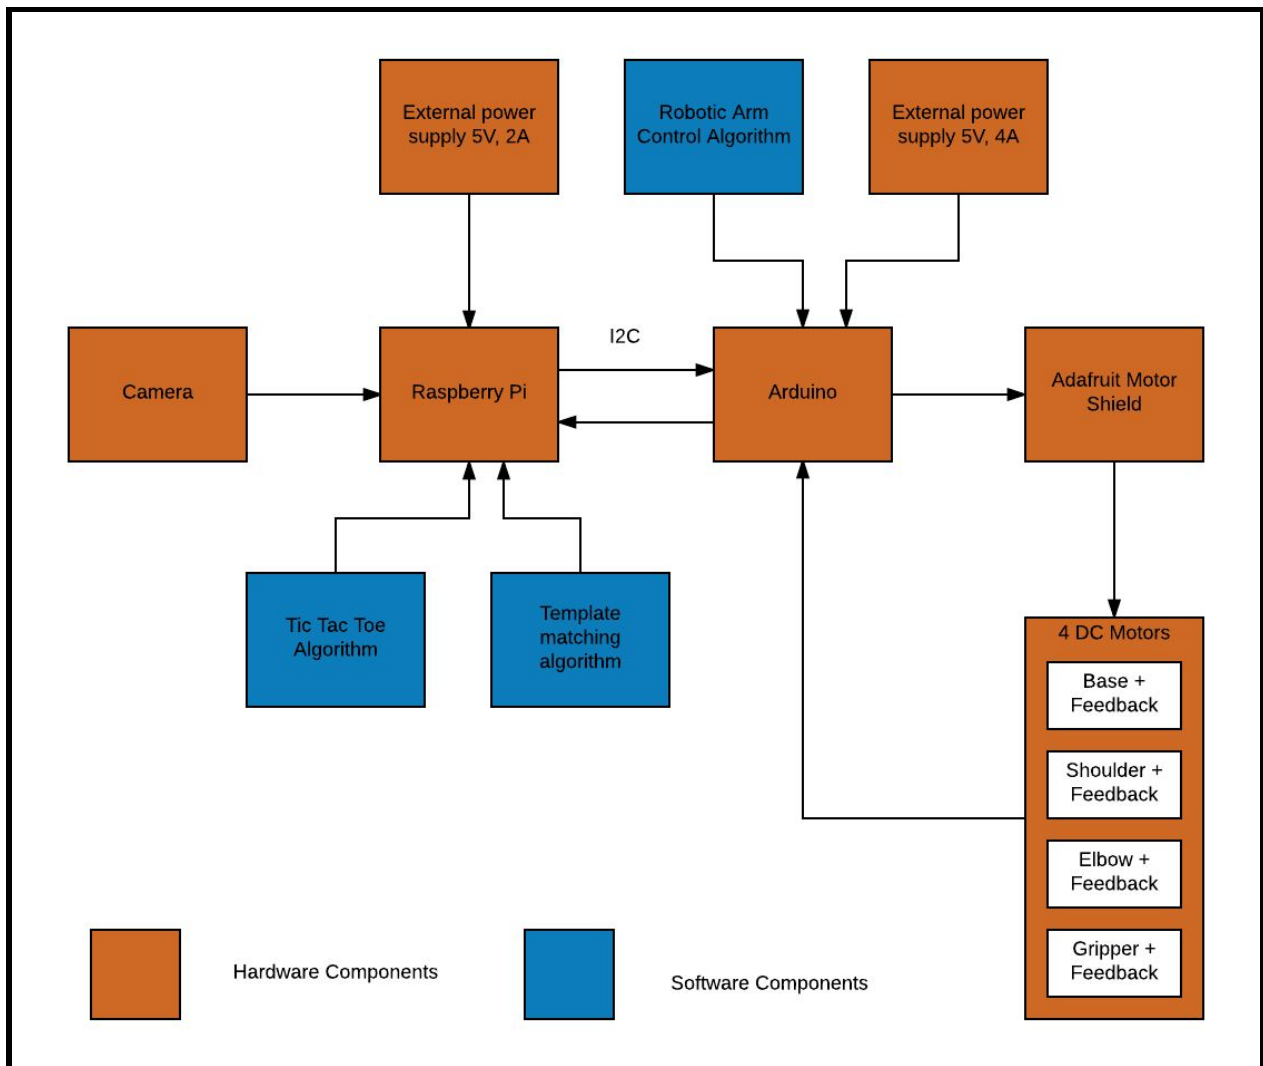 External power
supply 5V, 2A
Robotic Arm
Control Algorithm
External power
supply 5V, 4A
Camera
Raspberry Pi
I2C
Arduino
Adafruit Motor
Shield
Tic Tac Toe
Algorithm
Template
matching
algorithm
4 DC Motors
Base +
Feedback
Shoulder +
Feedback
Elbow +
Feedback
Gripper +
Feedback
Hardware Components
Software Components